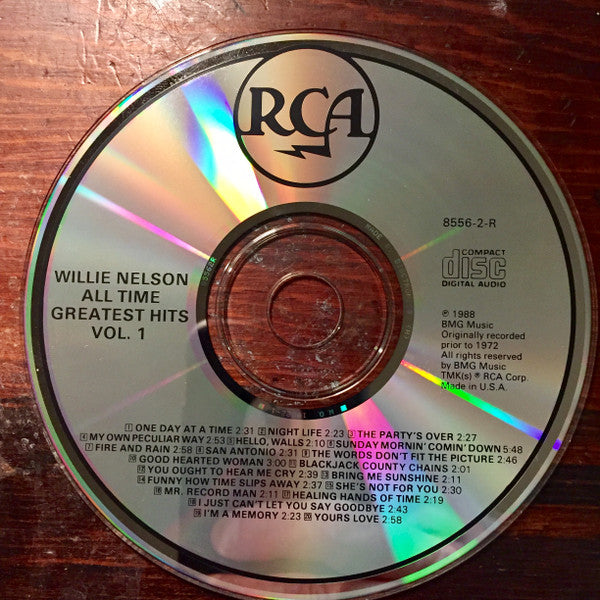 RCA
8556-2-R
COMPACT
disc
DIGITAL AUDIO
WILLIE NELSON
ALL TIME
GREATEST HITS
VOL. 1
℗ 1988
BMG Music
Originally recorded
prior to 1972
All rights reserved
by BMG Music
TMK(s) ® RCA Corp.
Made in U.S.A.
1 ONE DAY AT A TIME 2:31 2 NIGHT LIFE 2:23 3 THE PARTY'S OVER 2:27
4 MY OWN PECULIAR WAY 2:53 5 HELLO, WALLS 2:10 6 SUNDAY MORNIN' COMIN' DOWN 5:48
7 FIRE AND RAIN 2:58 8 SAN ANTONIO 2:31 9 THE WORDS DON'T FIT THE PICTURE 2:46
10 GOOD HEARTED WOMAN 3:00 11 BLACKJACK COUNTY CHAINS 2:01
12 YOU OUGHT TO HEAR ME CRY 2:39 13 BRING ME SUNSHINE 2:11
14 FUNNY HOW TIME SLIPS AWAY 2:37 15 SHE'S NOT FOR YOU 2:30
16 MR. RECORD MAN 2:11 17 HEALING HANDS OF TIME 2:19
18 I JUST CAN'T LET YOU SAY GOODBYE 2:43
19 I'M A MEMORY 2:23 20 YOURS LOVE 2:58